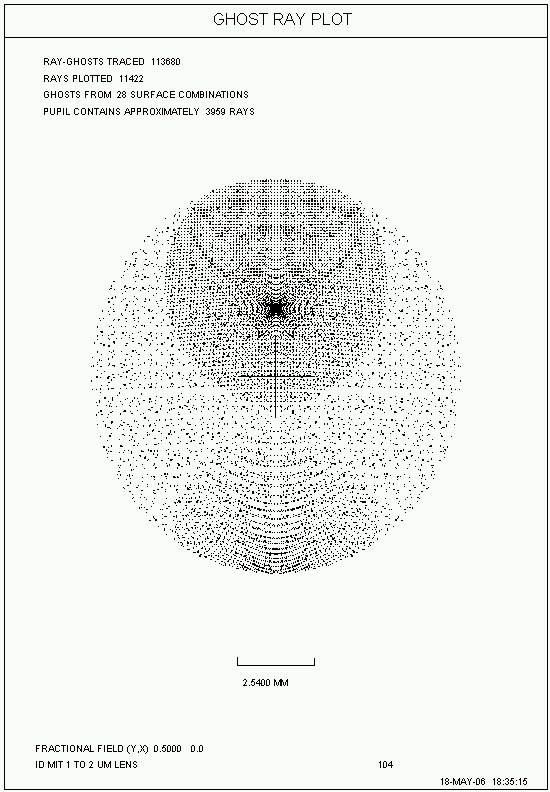 GHOST RAY PLOT
RAY-GHOSTS TRACED 113680
RAYS PLOTTED 11422
GHOSTS FROM 28 SURFACE COMBINATIONS
PUPIL CONTAINS APPROXIMATELY 3959 RAYS
2.5400 MM
FRACTIONAL FIELD (Y,X) 0.5000 0.0
ID MIT 1 TO 2 UM LENS 104
18-MAY-06 18:35:15